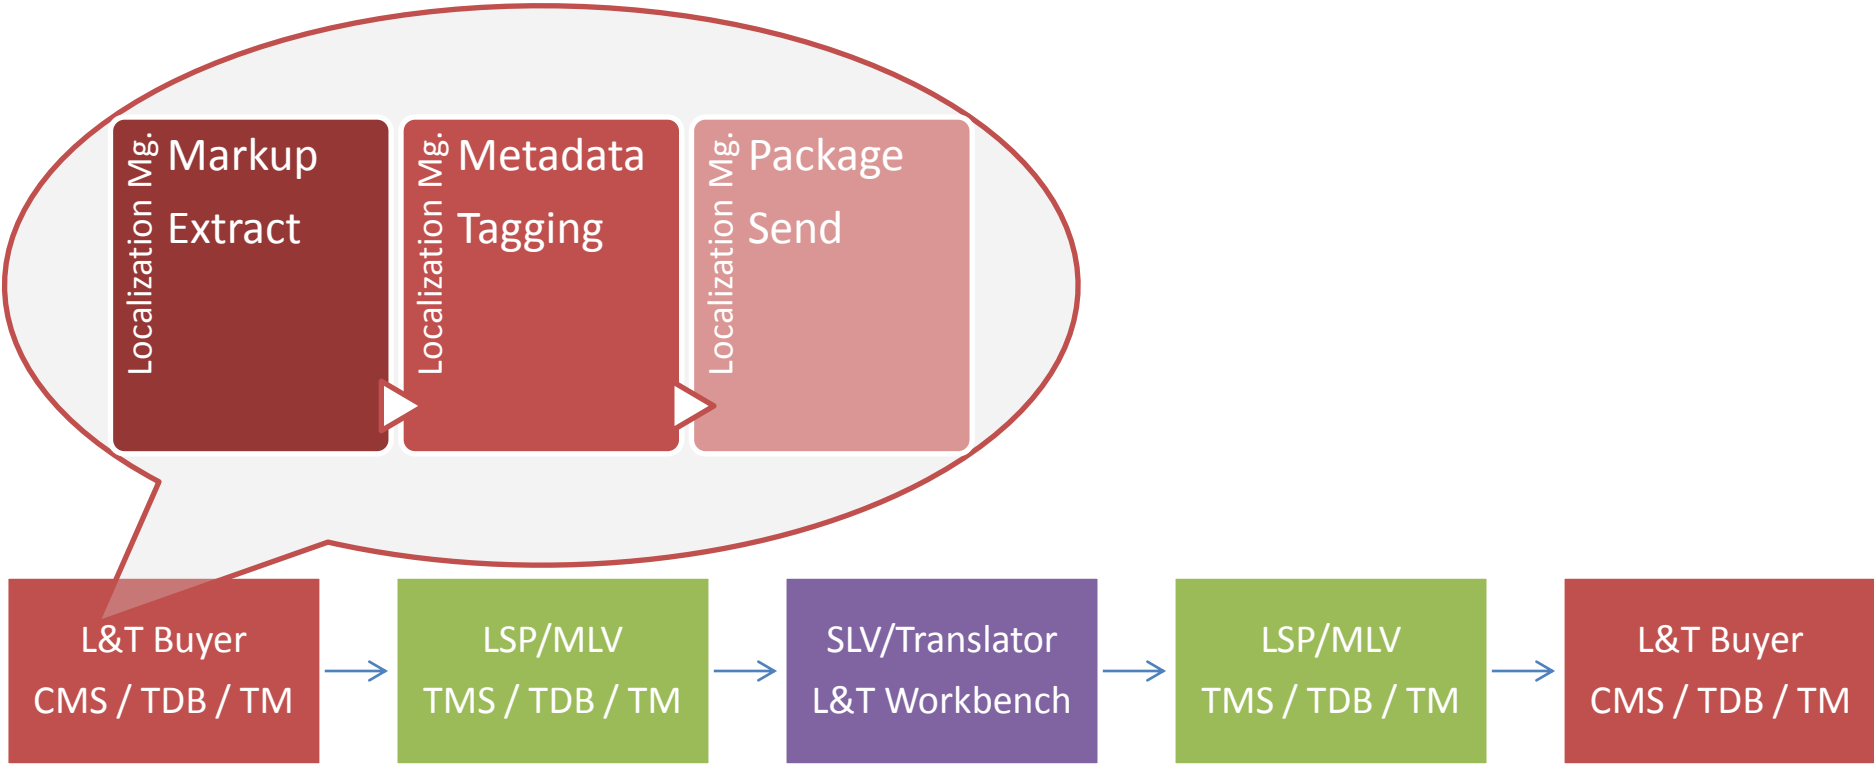 Localization Mg.
Markup
Extract
Localization Mg.
Metadata
Tagging
Localization Mg.
Package
Send
L&T Buyer
CMS / TDB / TM
LSP/MLV
TMS / TDB / TM
SLV/Translator
L&T Workbench
LSP/MLV
TMS / TDB / TM
L&T Buyer
CMS / TDB / TM